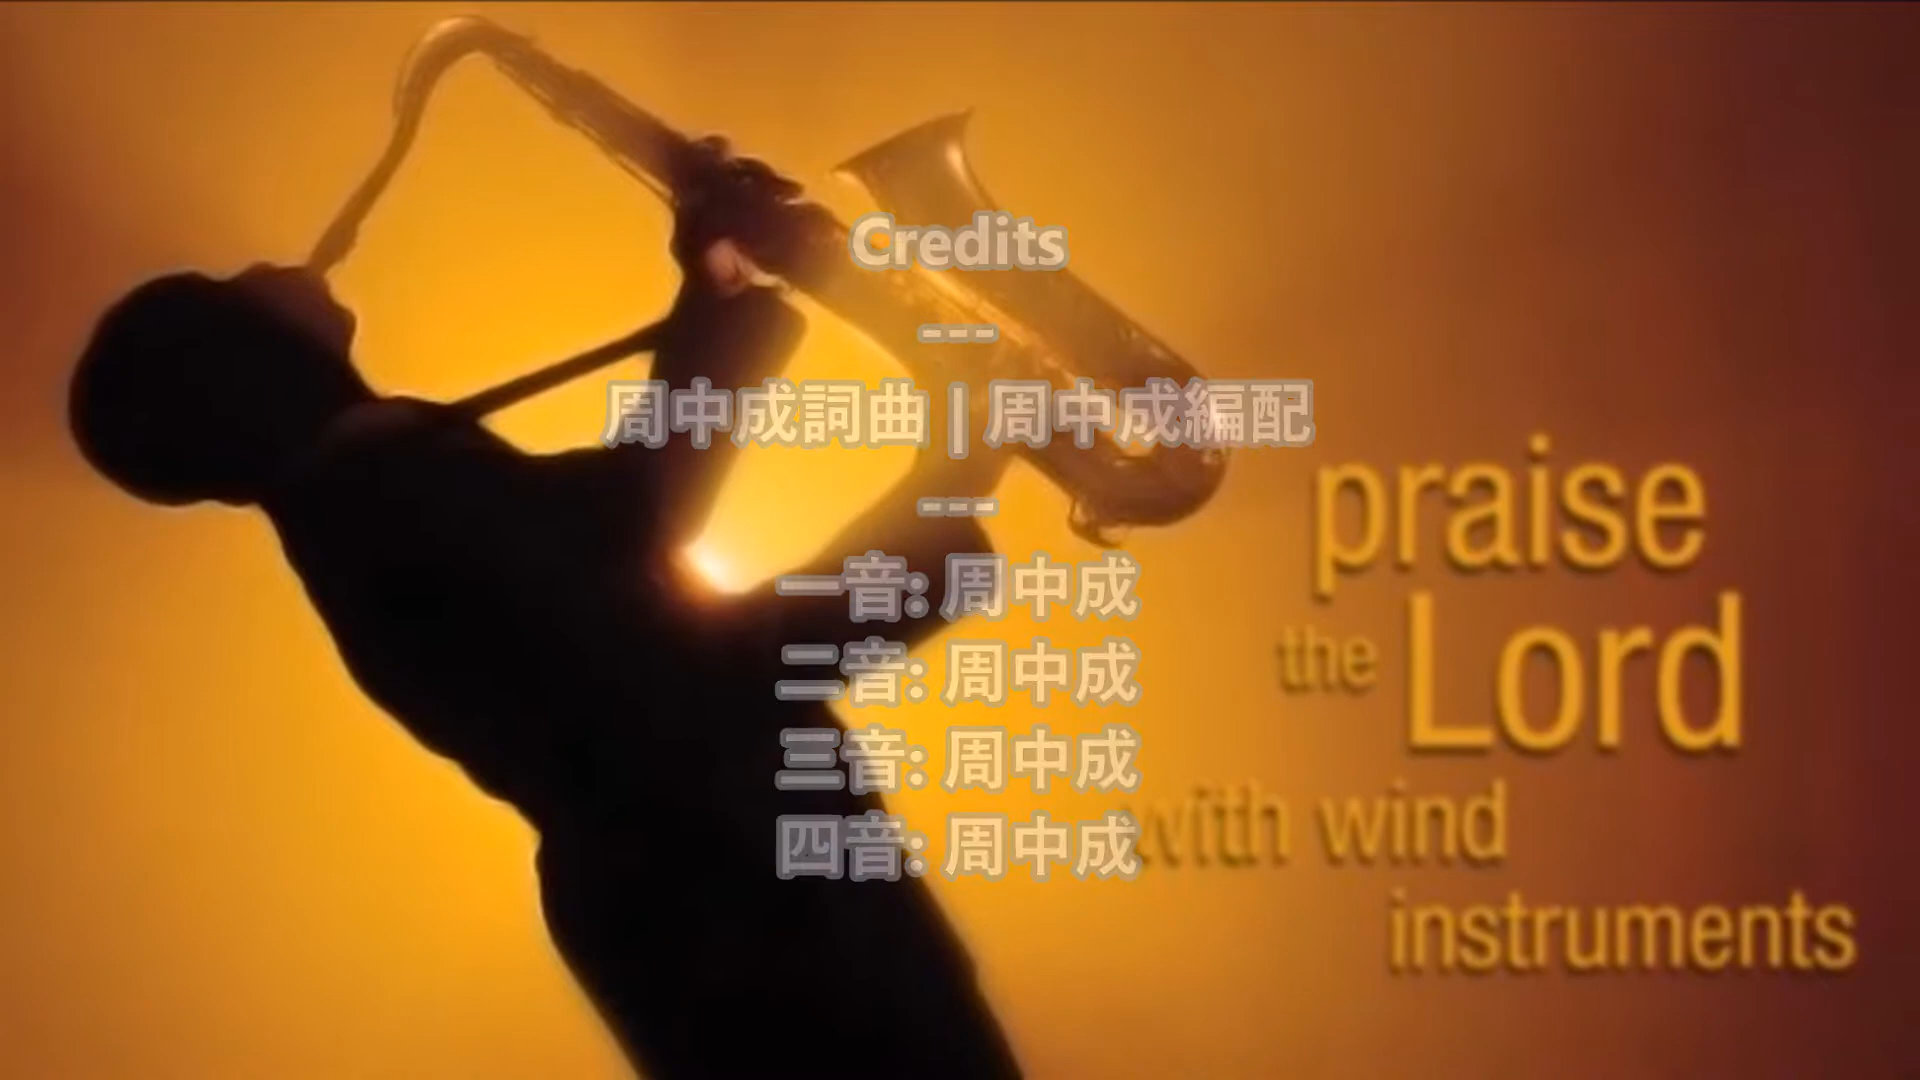 Credits
---
周中成詞曲 | 周中成編配
---
一音: 周中成
二音: 周中成
三音: 周中成
四音: 周中成
praise
the Lord
with wind
instruments